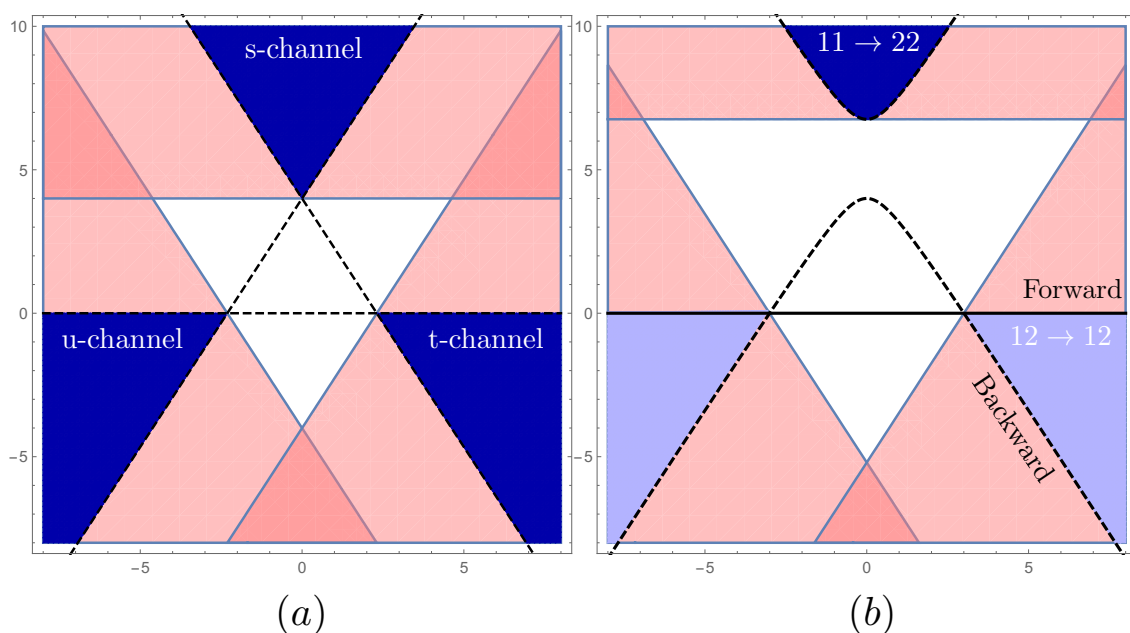 10
5
0
−5
−5
0
5
s-channel
u-channel
t-channel
(a)
10
5
0
−5
−5
0
5
11 → 22
Forward
12 → 12
Backward
(b)